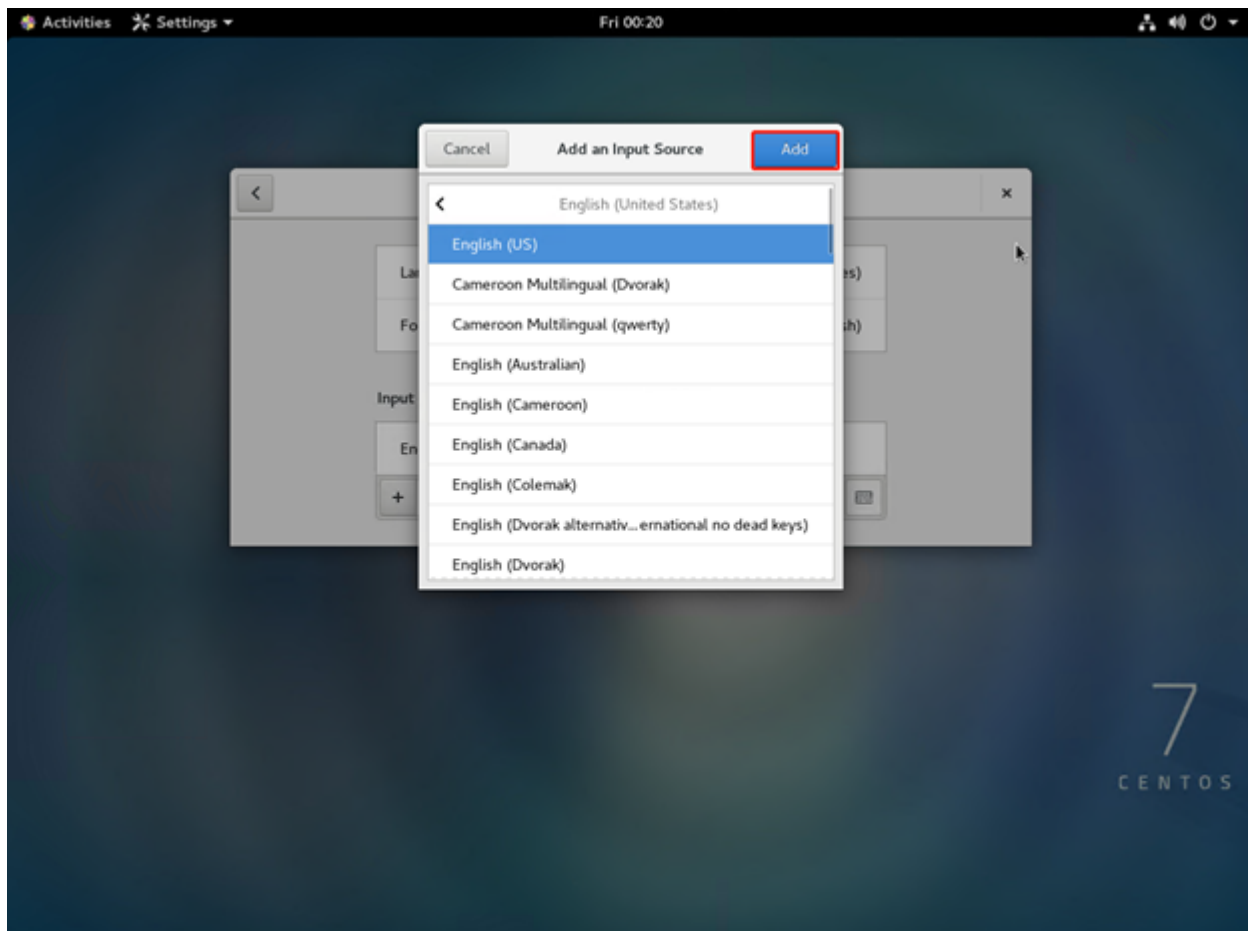 Activities Settings Fri 00:20
Cancel Add an Input Source Add
English (United States)
English (US)
Cameroon Multilingual (Dvorak)
Cameroon Multilingual (qwerty)
English (Australian)
Input
English (Cameroon)
English (Canada)
English (Colemak)
+
English (Dvorak alternativ...ernational no dead keys)
English (Dvorak)
7
CENTOS